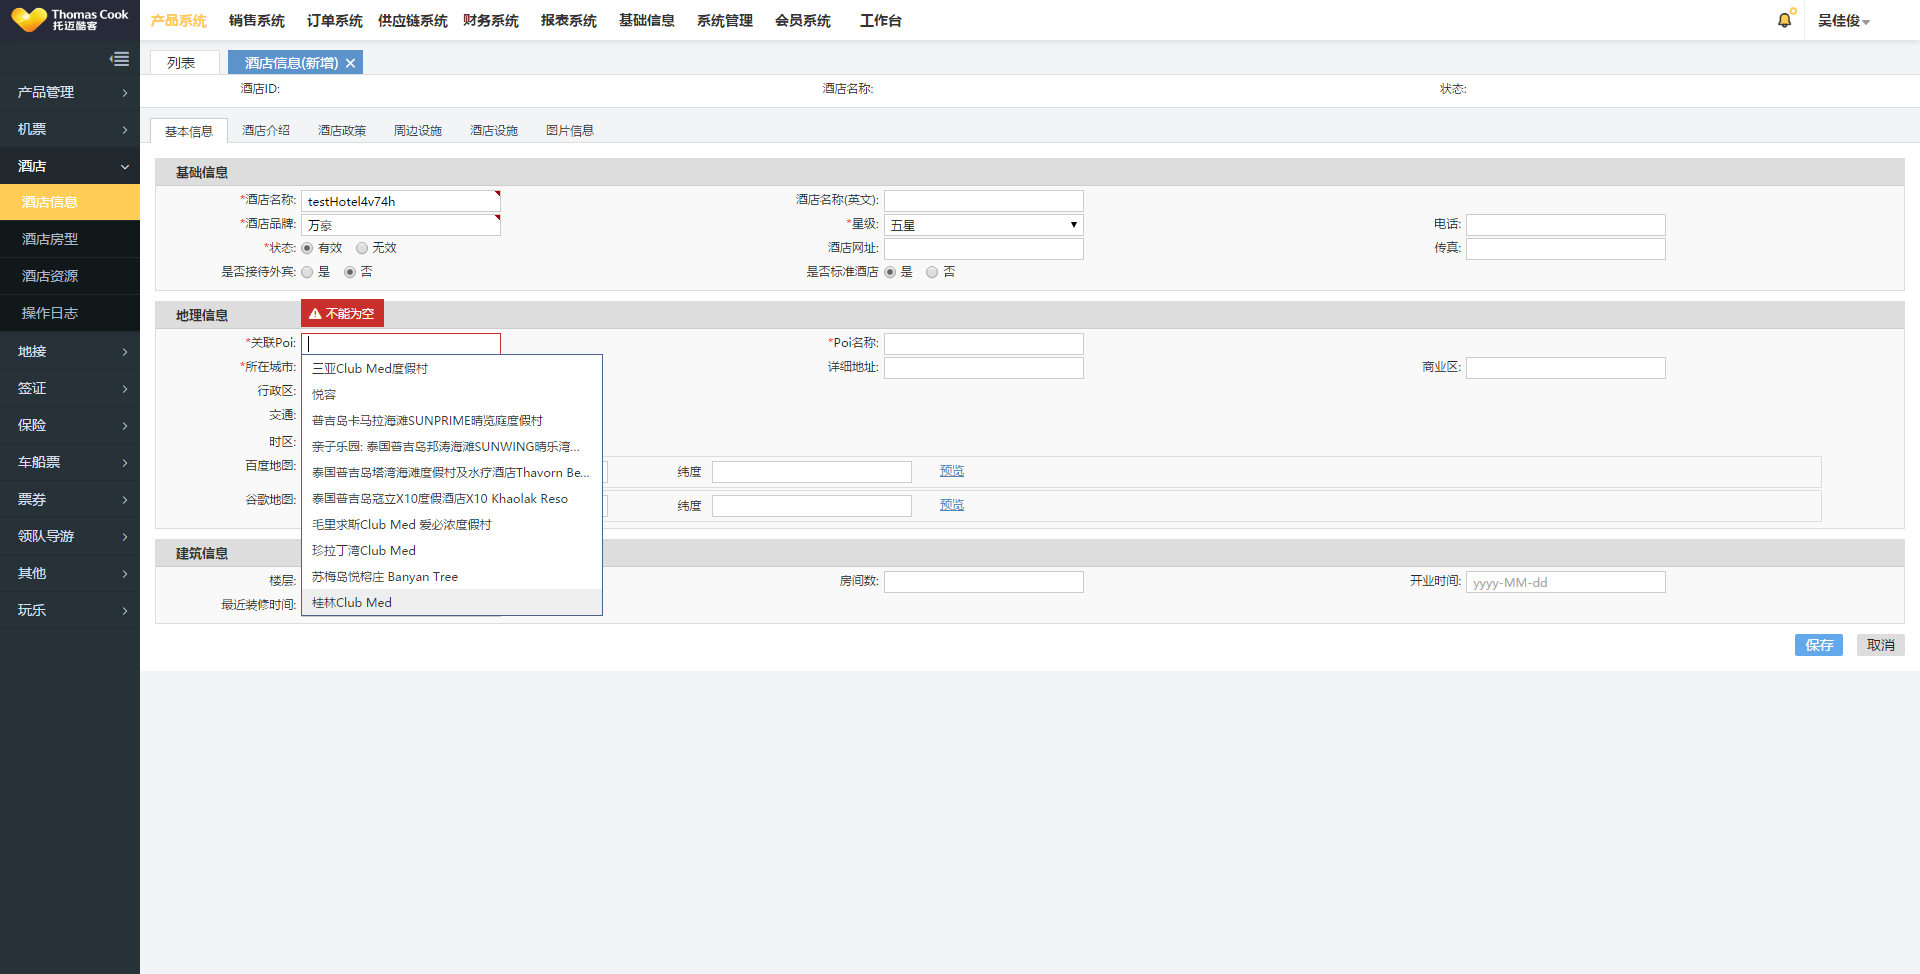 Thomas Cook
托迈酷客
产品系统 销售系统 订单系统 供应链系统 财务系统 报表系统 基础信息 系统管理 会员系统 工作台
吴佳俊
产品管理
机票
酒店
酒店信息
酒店房型
酒店资源
操作日志
地接
签证
保险
车船票
票券
领队导游
其他
玩乐
列表 酒店信息(新增)
酒店ID: 酒店名称: 状态:
基本信息 酒店介绍 酒店政策 周边设施 酒店设施 图片信息
基础信息
*酒店名称: testHotel4v74h 酒店名称(英文):
*酒店品牌: 万豪 *星级: 五星 电话:
*状态: 有效 无效 酒店网址: 传真:
是否接待外宾: 是 否 是否标准酒店 是 否
地理信息 不能为空
*关联Poi: *Poi名称:
*所在城市: 详细地址: 商业区:
行政区:
交通:
时区:
百度地图: 纬度 预览
谷歌地图: 纬度 预览
三亚Club Med度假村
悦容
普吉岛卡马拉海滩SUNPRIME晴览庭度假村
亲子乐园: 泰国普吉岛邦涛海滩SUNWING晴乐湾...
泰国普吉岛塔湾海滩度假村及水疗酒店Thavorn Be...
泰国普吉岛寇立X10度假酒店X10 Khaolak Reso
毛里求斯Club Med 爱必浓度假村
珍拉丁湾Club Med
苏梅岛悦榕庄 Banyan Tree
桂林Club Med
建筑信息
楼层: 房间数: 开业时间: yyyy-MM-dd
最近装修时间:
保存 取消